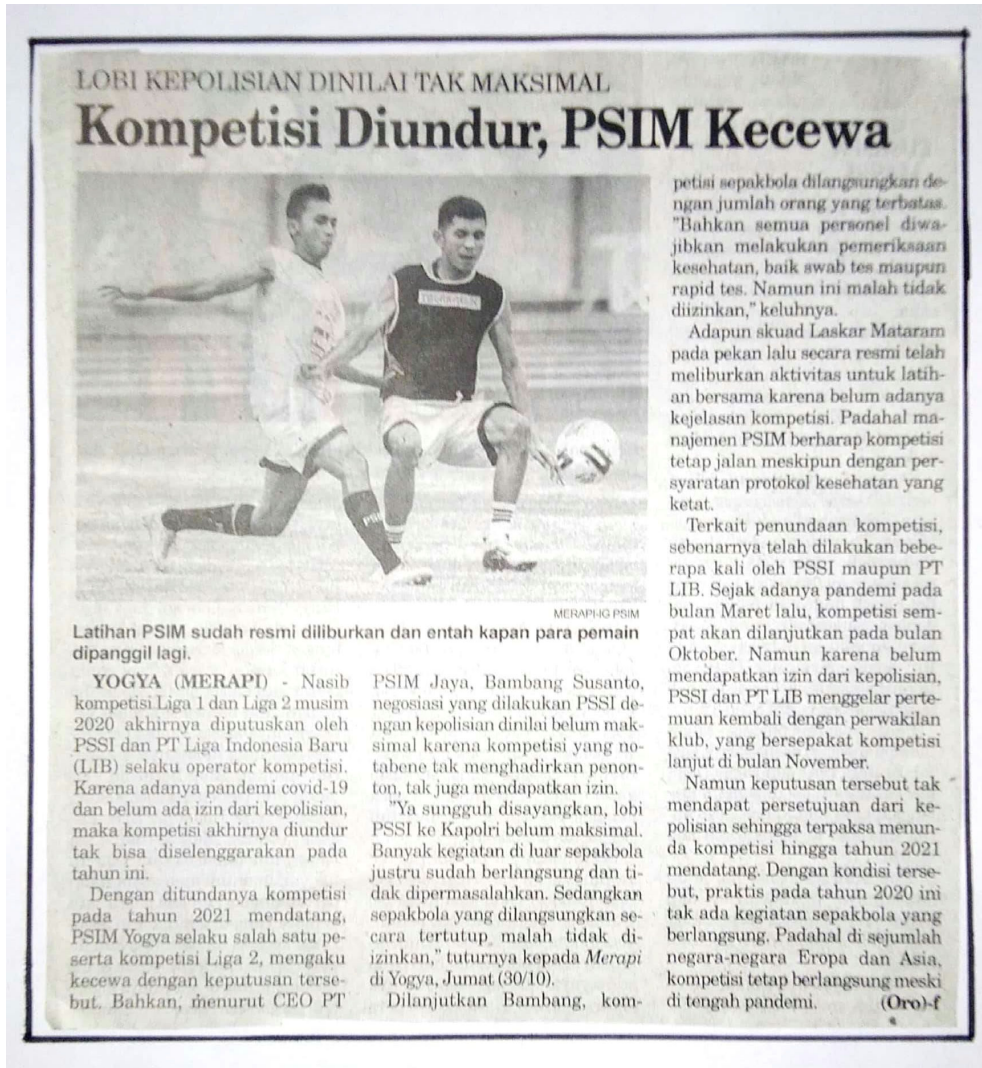 LOBI KEPOLISIAN DINILAI TAK MAKSIMAL
Kompetisi Diundur, PSIM Kecewa
PSIM
MERAPI-IG PSIM
Latihan PSIM sudah resmi diliburkan dan entah kapan para pemain
dipanggil lagi.
YOGYA (MERAPI) - Nasib
kompetisi Liga 1 dan Liga 2 musim
2020 akhirnya diputuskan oleh
PSSI dan PT Liga Indonesia Baru
(LIB) selaku operator kompetisi.
Karena adanya pandemi covid-19
dan belum ada izin dari kepolisian,
maka kompetisi akhirnya diundur
tak bisa diselenggarakan pada
tahun ini.
Dengan ditundanya kompetisi
pada tahun 2021 mendatang,
PSIM Yogya selaku salah satu pe-
serta kompetisi Liga 2, mengaku
kecewa dengan keputusan terse-
but. Bahkan, menurut CEO PT
PSIM Jaya, Bambang Susanto,
negosiasi yang dilakukan PSSI de-
ngan kepolisian dinilai belum mak-
simal karena kompetisi yang no-
tabene tak menghadirkan penon-
ton, tak juga mendapatkan izin.
"Ya sungguh disayangkan, lobi
PSSI ke Kapolri belum maksimal.
Banyak kegiatan di luar sepakbola
justru sudah berlangsung dan ti-
dak dipermasalahkan. Sedangkan
sepakbola yang dilangsungkan se-
cara tertutup malah tidak di-
izinkan," tuturnya kepada Merapi
di Yogya, Jumat (30/10).
Dilanjutkan Bambang, kom-
petisi sepakbola dilangsungkan de-
ngan jumlah orang yang terbatas.
"Bahkan semua personel diwa-
jibkan melakukan pemeriksaan
kesehatan, baik swab tes maupun
rapid tes. Namun ini malah tidak
diizinkan," keluhnya.
Adapun skuad Laskar Mataram
pada pekan lalu secara resmi telah
meliburkan aktivitas untuk latih-
an bersama karena belum adanya
kejelasan kompetisi. Padahal ma-
najemen PSIM berharap kompetisi
tetap jalan meskipun dengan per-
syaratan protokol kesehatan yang
ketat.
Terkait penundaan kompetisi,
sebenarnya telah dilakukan bebe-
rapa kali oleh PSSI maupun PT
LIB. Sejak adanya pandemi pada
bulan Maret lalu, kompetisi sem-
pat akan dilanjutkan pada bulan
Oktober. Namun karena belum
mendapatkan izin dari kepolisian,
PSSI dan PT LIB menggelar perte-
muan kembali dengan perwakilan
klub, yang bersepakat kompetisi
lanjut di bulan November.
Namun keputusan tersebut tak
mendapat persetujuan dari ke-
polisian sehingga terpaksa menun-
da kompetisi hingga tahun 2021
mendatang. Dengan kondisi terse-
but, praktis pada tahun 2020 ini
tak ada kegiatan sepakbola yang
berlangsung. Padahal di sejumlah
negara-negara Eropa dan Asia,
kompetisi tetap berlangsung meski
di tengah pandemi. (Oro)-f